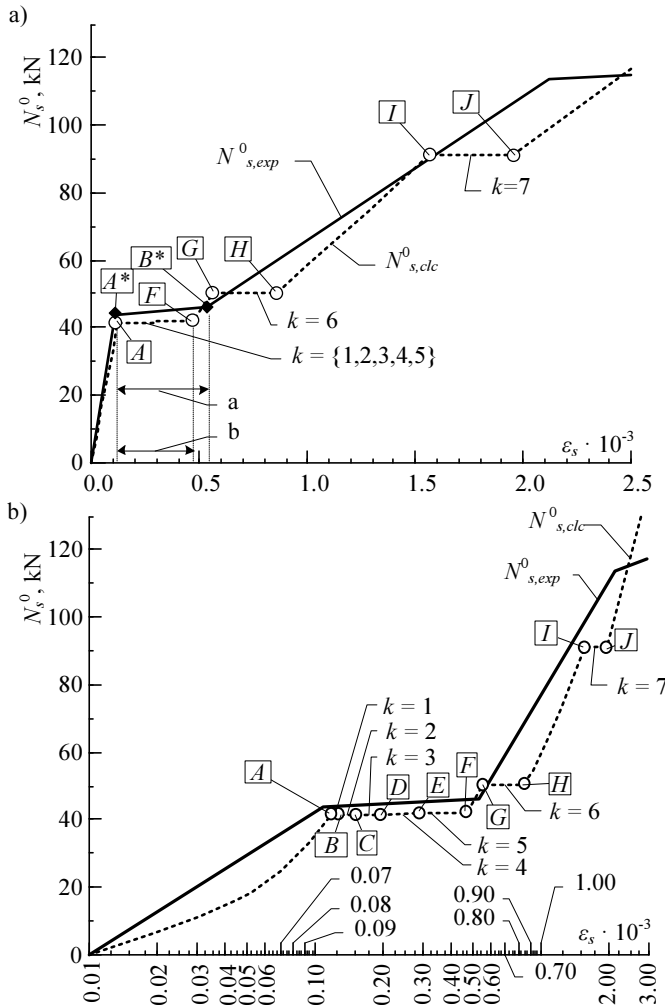 a)
N_s^0, kN
120
100
80
60
40
20
0
I
J
N^0_{s,exp}
k=7
B*
G
H
A*
F
N^0_{s,clc}
k = 6
A
k = {1,2,3,4,5}
a
b
ε_s · 10^{-3}
0.0 0.5 1.0 1.5 2.0 2.5
b)
N_s^0, kN
120
100
80
60
40
20
0
N^0_{s,clc}
N^0_{s,exp}
I
J
k = 7
k = 1
k = 2
k = 3
A
D
E
F
H
G
k = 6
B
C
k = 5
k = 4
0.07
0.08
0.09
0.90
0.80
1.00
0.70
ε_s · 10^{-3}
0.01 0.02 0.03 0.04 0.05 0.06 0.10 0.20 0.30 0.40 0.50 0.60 2.00 3.00